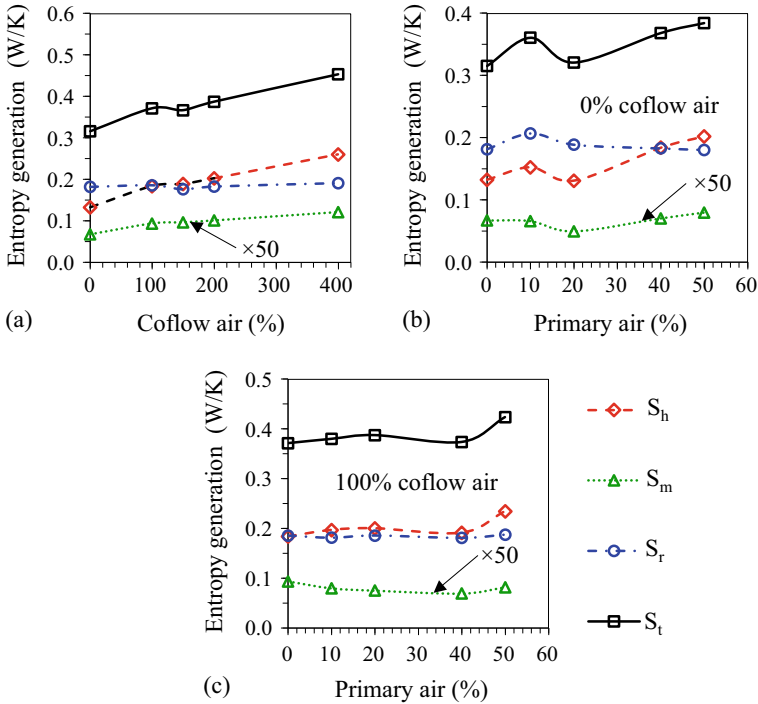 Entropy generation (W/K)
0.6
0.5
0.4
0.3
0.2
0.1
0.0
×50
0 100 200 300 400
(a)
Coflow air (%)
Entropy generation (W/K)
0.4
0.3
0.2
0.1
0.0
0% coflow air
×50
0 10 20 30 40 50 60
(b)
Primary air (%)
Entropy generation (W/K)
0.5
0.4
0.3
0.2
0.1
0.0
100% coflow air
×50
0 10 20 30 40 50 60
(c)
Primary air (%)
S_h
S_m
S_r
S_t